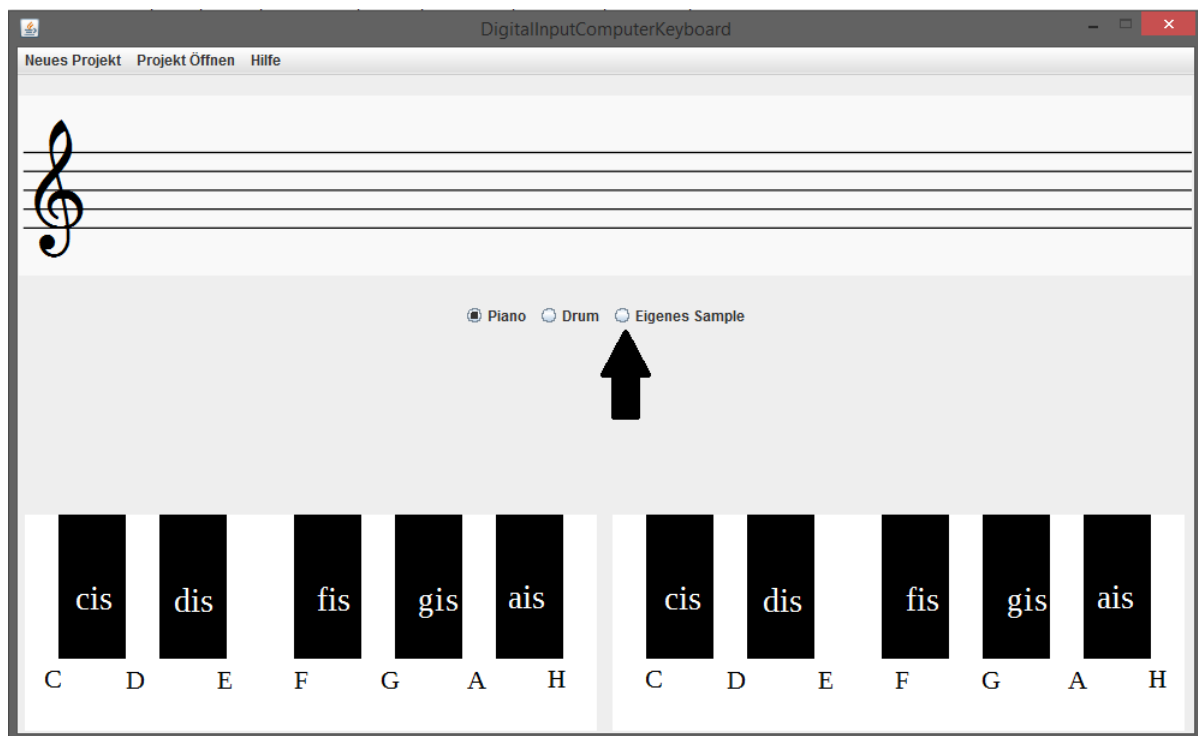 DigitalInputComputerKeyboard
Neues Projekt Projekt Öffnen Hilfe
Piano Drum Eigenes Sample
cis dis fis gis ais cis dis fis gis ais
C D E F G A H C D E F G A H